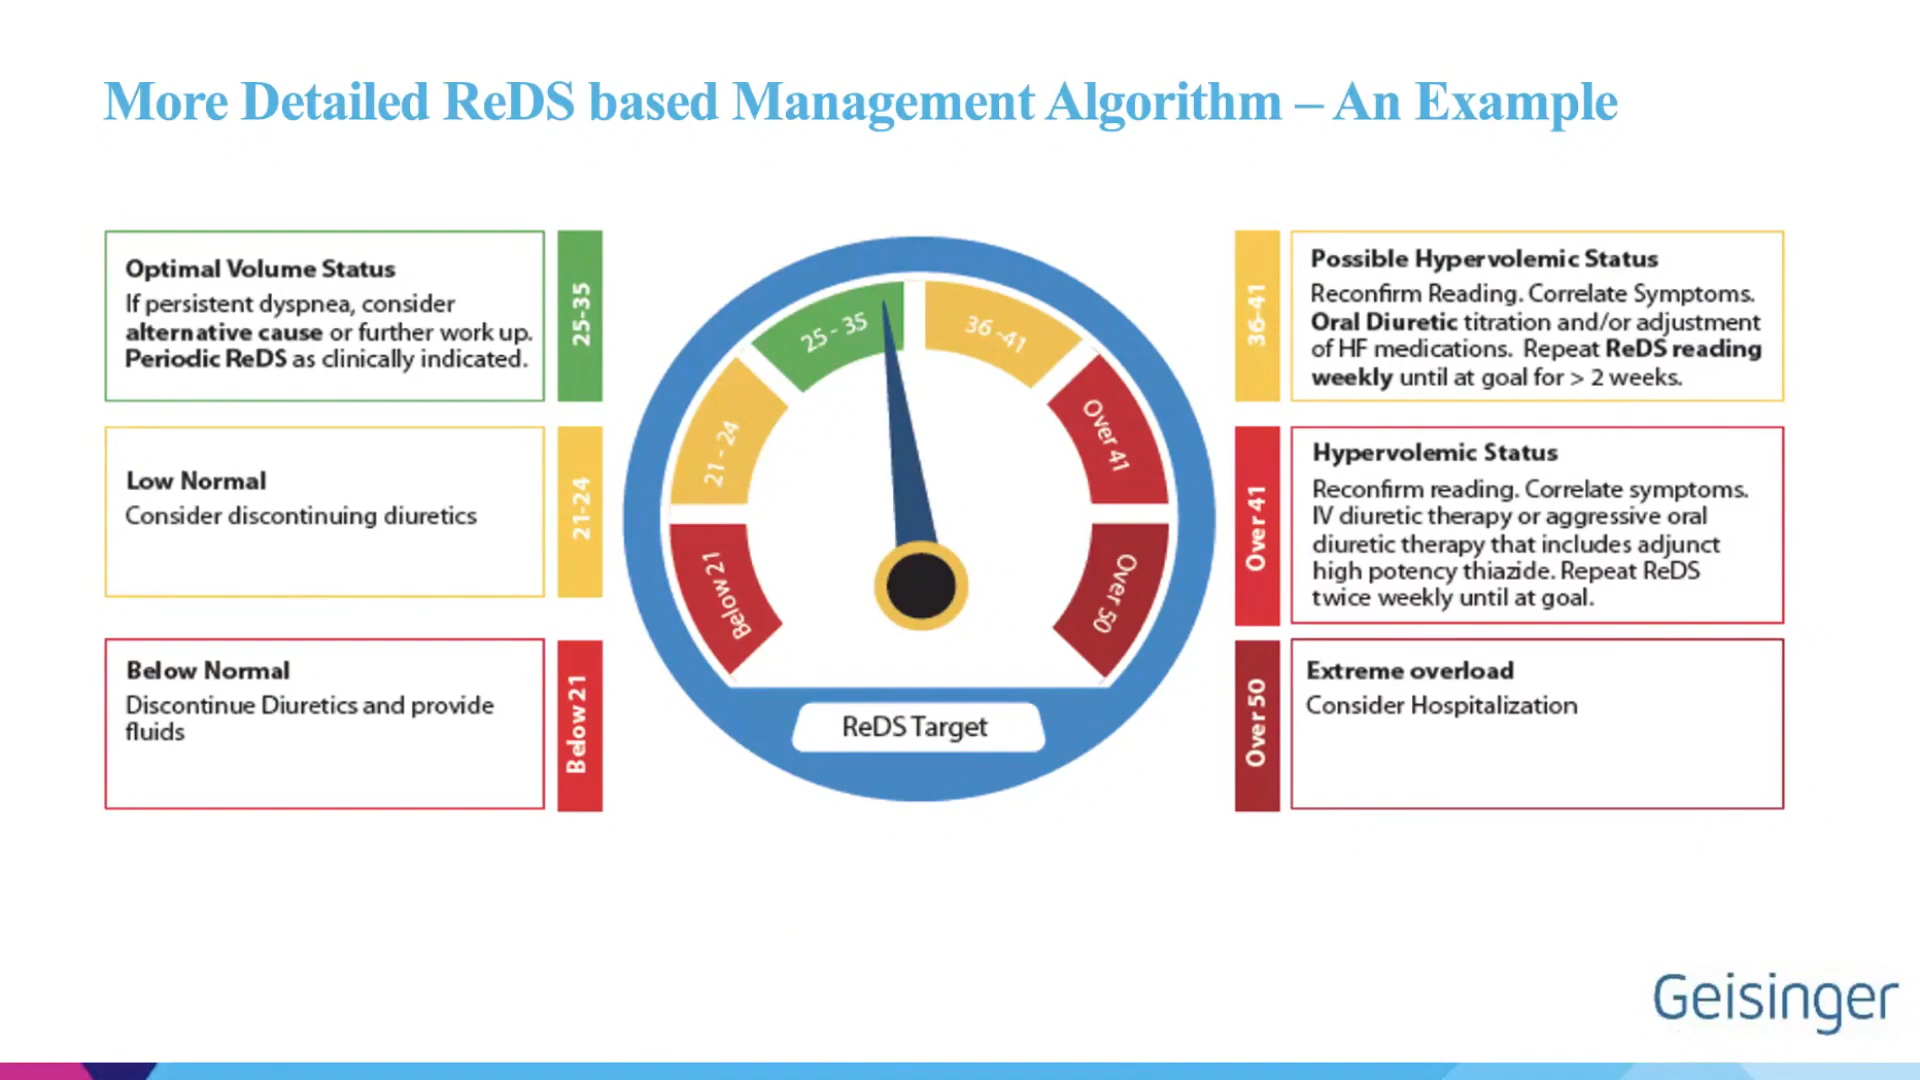 More Detailed ReDS based Management Algorithm – An Example
Optimal Volume Status
If persistent dyspnea, consider
alternative cause or further work up.
Periodic ReDS as clinically indicated.
25-35
Low Normal
Consider discontinuing diuretics
21-24
Below Normal
Discontinue Diuretics and provide
fluids
Below 21
25 - 35
36 -41
21 - 24
Over 41
Below 21
Over 50
ReDS Target
36-41
Possible Hypervolemic Status
Reconfirm Reading. Correlate Symptoms.
Oral Diuretic titration and/or adjustment
of HF medications. Repeat ReDS reading
weekly until at goal for > 2 weeks.
Over 41
Hypervolemic Status
Reconfirm reading. Correlate symptoms.
IV diuretic therapy or aggressive oral
diuretic therapy that includes adjunct
high potency thiazide. Repeat ReDS
twice weekly until at goal.
Over 50
Extreme overload
Consider Hospitalization
Geisinger